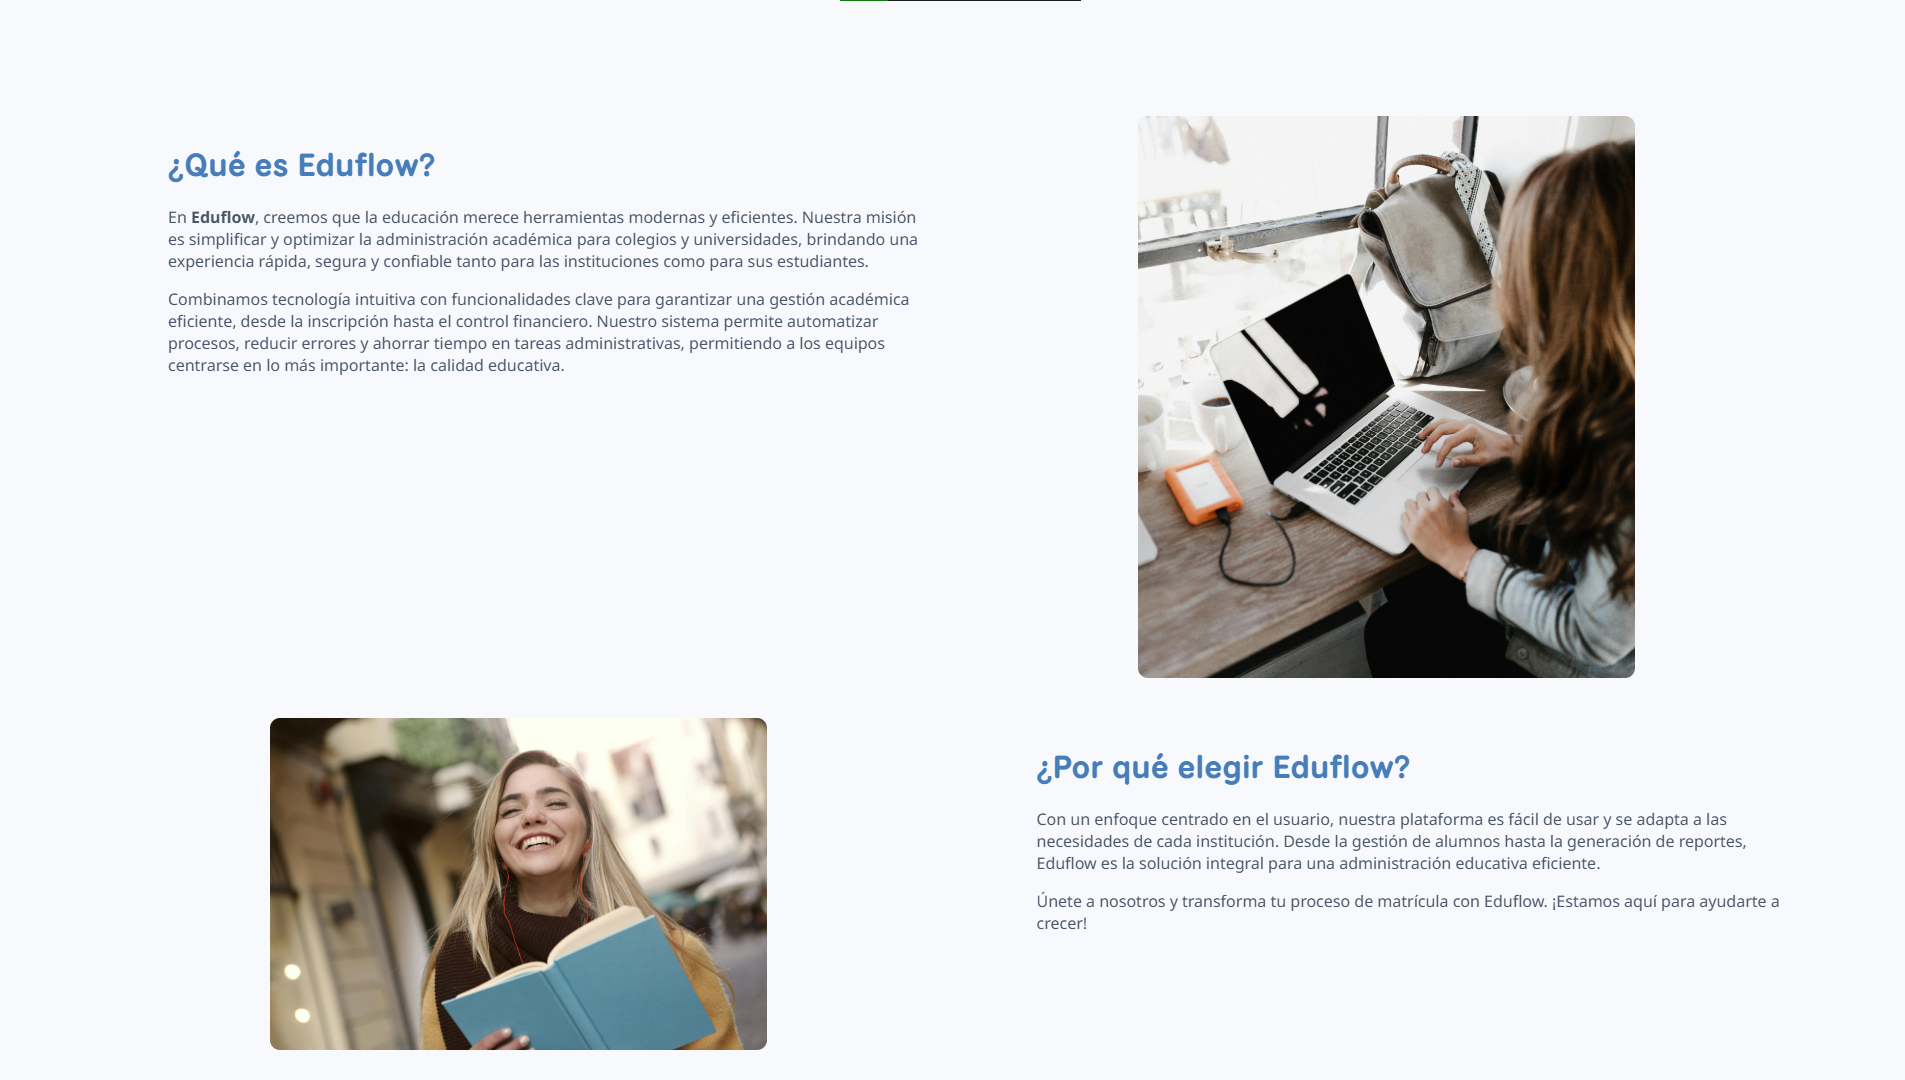 ¿Qué es Eduflow?
En Eduflow, creemos que la educación merece herramientas modernas y eficientes. Nuestra misión
es simplificar y optimizar la administración académica para colegios y universidades, brindando una
experiencia rápida, segura y confiable tanto para las instituciones como para sus estudiantes.
Combinamos tecnología intuitiva con funcionalidades clave para garantizar una gestión académica
eficiente, desde la inscripción hasta el control financiero. Nuestro sistema permite automatizar
procesos, reducir errores y ahorrar tiempo en tareas administrativas, permitiendo a los equipos
centrarse en lo más importante: la calidad educativa.
¿Por qué elegir Eduflow?
Con un enfoque centrado en el usuario, nuestra plataforma es fácil de usar y se adapta a las
necesidades de cada institución. Desde la gestión de alumnos hasta la generación de reportes,
Eduflow es la solución integral para una administración educativa eficiente.
Únete a nosotros y transforma tu proceso de matrícula con Eduflow. ¡Estamos aquí para ayudarte a
crecer!